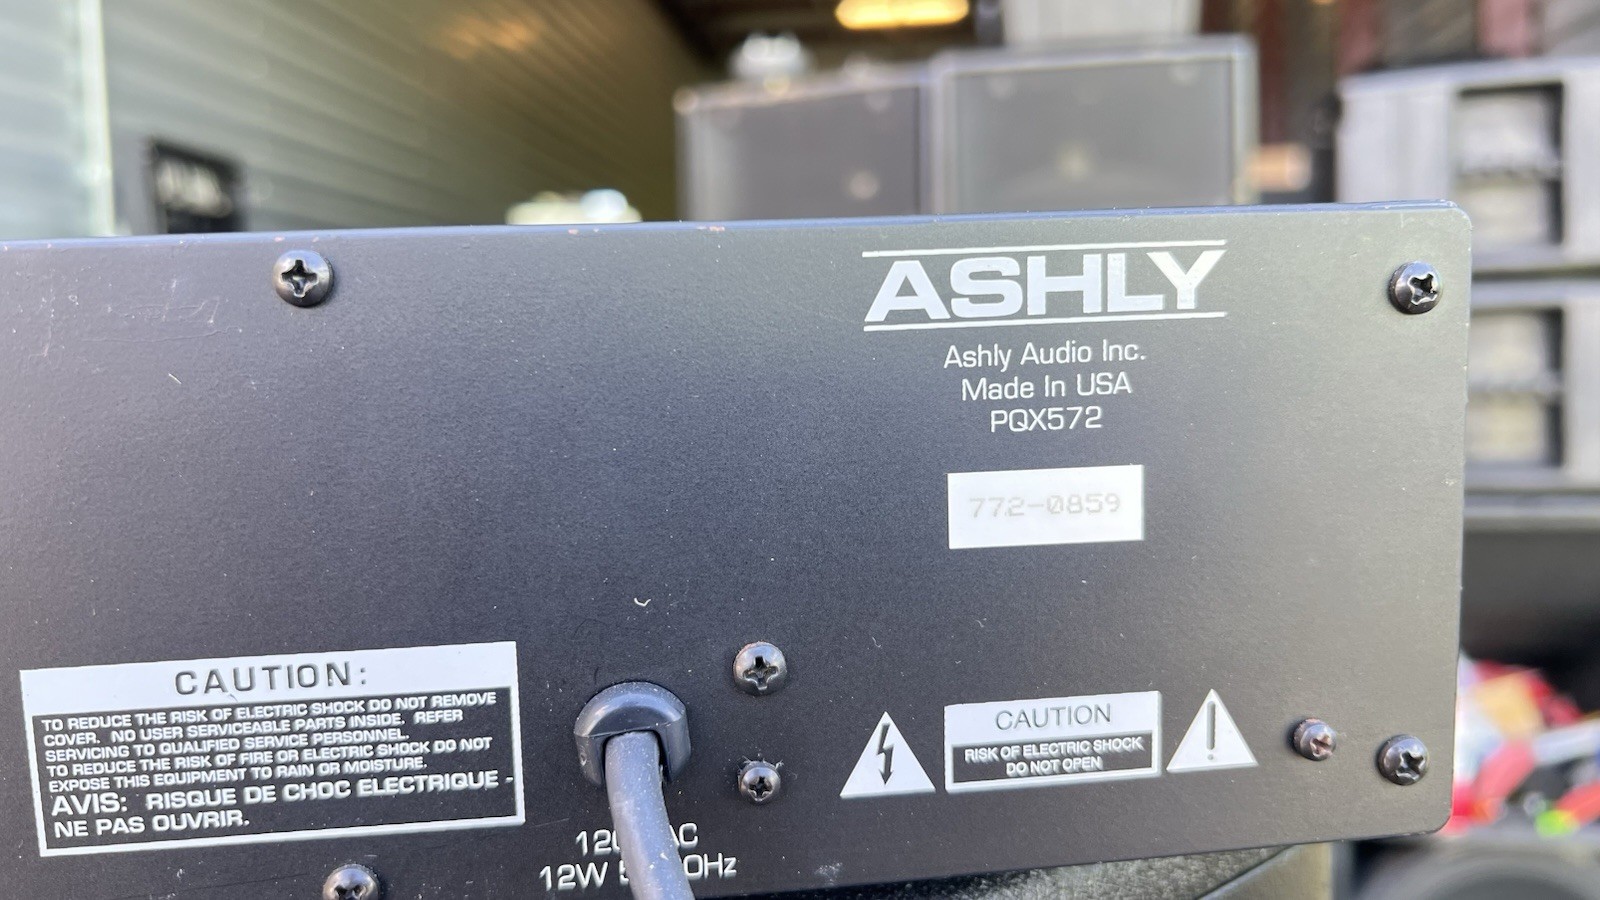 ASHLY
Ashly Audio Inc.
Made In USA
PQX572
772-0859
CAUTION:
TO REDUCE THE RISK OF ELECTRIC SHOCK DO NOT REMOVE
COVER. NO USER SERVICEABLE PARTS INSIDE. REFER
SERVICING TO QUALIFIED SERVICE PERSONNEL.
TO REDUCE THE RISK OF FIRE OR ELECTRIC SHOCK DO NOT
EXPOSE THIS EQUIPMENT TO RAIN OR MOISTURE.
AVIS: RISQUE DE CHOC ELECTRIQUE -
NE PAS OUVRIR.
12W
CAUTION
RISK OF ELECTRIC SHOCK
DO NOT OPEN